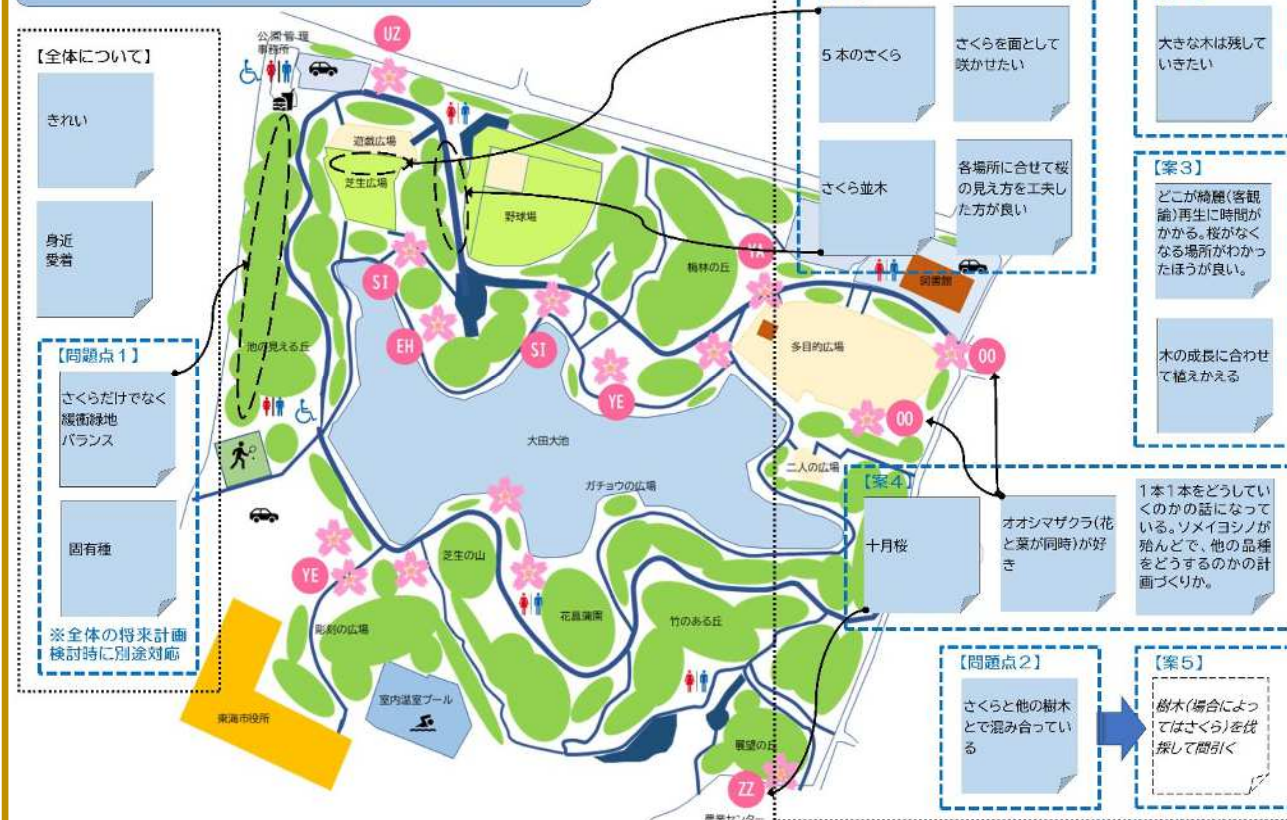 【全体について】
きれい
身近
愛着
【問題点1】
さくらだけでなく
緩衝緑地
バランス
固有種
※全体の将来計画
検討時に別途対応
公園管理
事務所
UZ
遊戯広場
芝生広場
野球場
梅林の丘
YA
図書館
SI
EH
SI
YE
池の見える丘
多目的広場
OO
OO
大田大池
二人の広場
ガチョウの広場
芝生の山
YE
花菖蒲園
竹のある丘
彫刻の広場
東海市役所
室内温室プール
展望の丘
ZZ
農業センター
5本のさくら
さくらを面として
咲かせたい
さくら並木
各場所に合せて桜
の見え方を工夫し
た方が良い
大きな木は残して
いきたい
【案3】
どこが綺麗(客観
論)再生に時間が
かかる。桜がなく
なる場所がわかっ
たほうが良い。
木の成長に合わせ
て植えかえる
【案4】
十月桜
オオシマザクラ(花
と葉が同時)が好
き
1本1本をどうしてい
くのかの話になって
いる。ソメイヨシノが
殆んどで、他の品種
をどうするのかの計
画づくりか。
【問題点2】
さくらと他の樹木
とで混み合ってい
る
【案5】
樹木(場合によっ
てはさくら)を伐
採して間引く